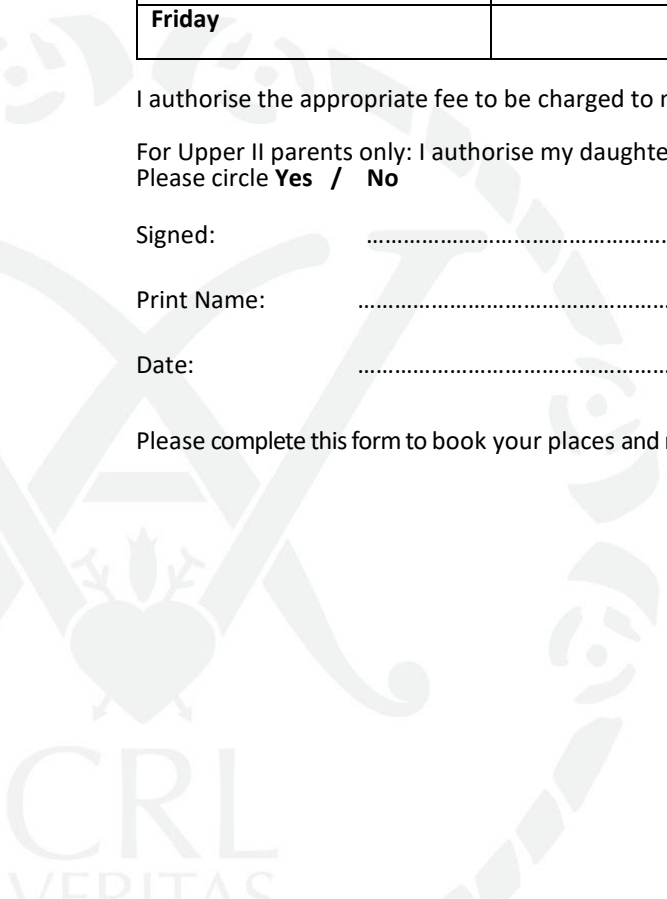 Friday
I authorise the appropriate fee to be charged to
For Upper II parents only: I authorise my
Please circle Yes / No
Signed: ……………………………………………
Print Name: ……………………………………………
Date: ……………………………………………
Please complete this form to book your places and
CRL
VERITAS